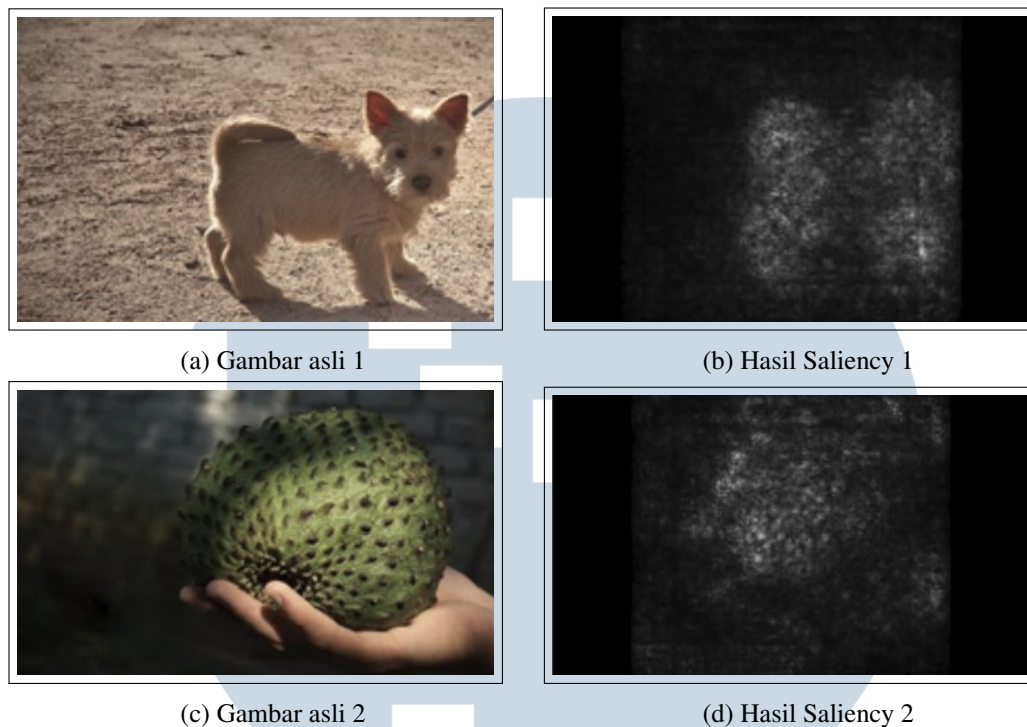 (a) Gambar asli 1
(b) Hasil Saliency 1
(c) Gambar asli 2
(d) Hasil Saliency 2